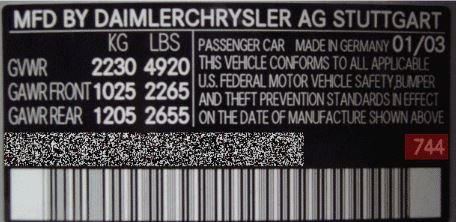 MFD BY DAIMLERCHRYSLER AG STUTTGART
KG LBS
GVWR 2230 4920
GAWR FRONT 1025 2265
GAWR REAR 1205 2655
PASSENGER CAR MADE IN GERMANY 01/03
THIS VEHICLE CONFORMS TO ALL APPLICABLE
U.S. FEDERAL MOTOR VEHICLE SAFETY, BUMPER
AND THEFT PREVENTION STANDARDS IN EFFECT
ON THE DATE OF MANUFACTURE SHOWN ABOVE
744